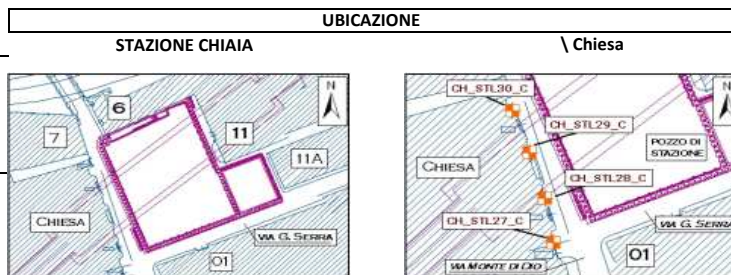 UBICAZIONE
STAZIONE CHIAIA
\ Chiesa
N
6
7
11
11A
CHIESA
VIA G. SERRA
O1
N
CH_STL30_C
CH_STL29_C
POZZO DI
STAZIONE
CHIESA
CH_STL28_C
CH_STL27_C
VIA G. SERRA
O1
VIA MONTE DI DIO